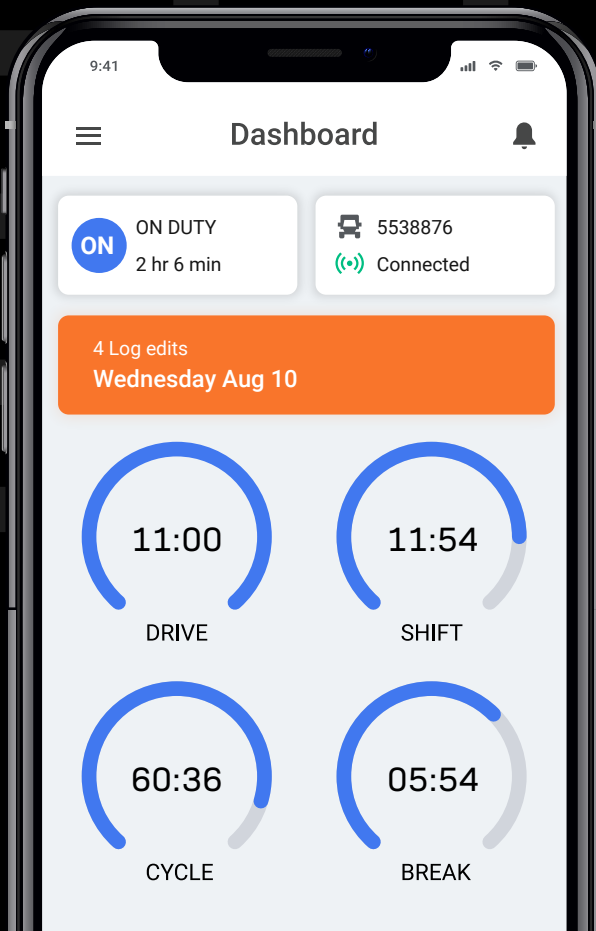 9:41
Dashboard
ON
ON DUTY
2 hr 6 min
5538876
Connected
4 Log edits
Wednesday Aug 10
11:00
DRIVE
11:54
SHIFT
60:36
CYCLE
05:54
BREAK